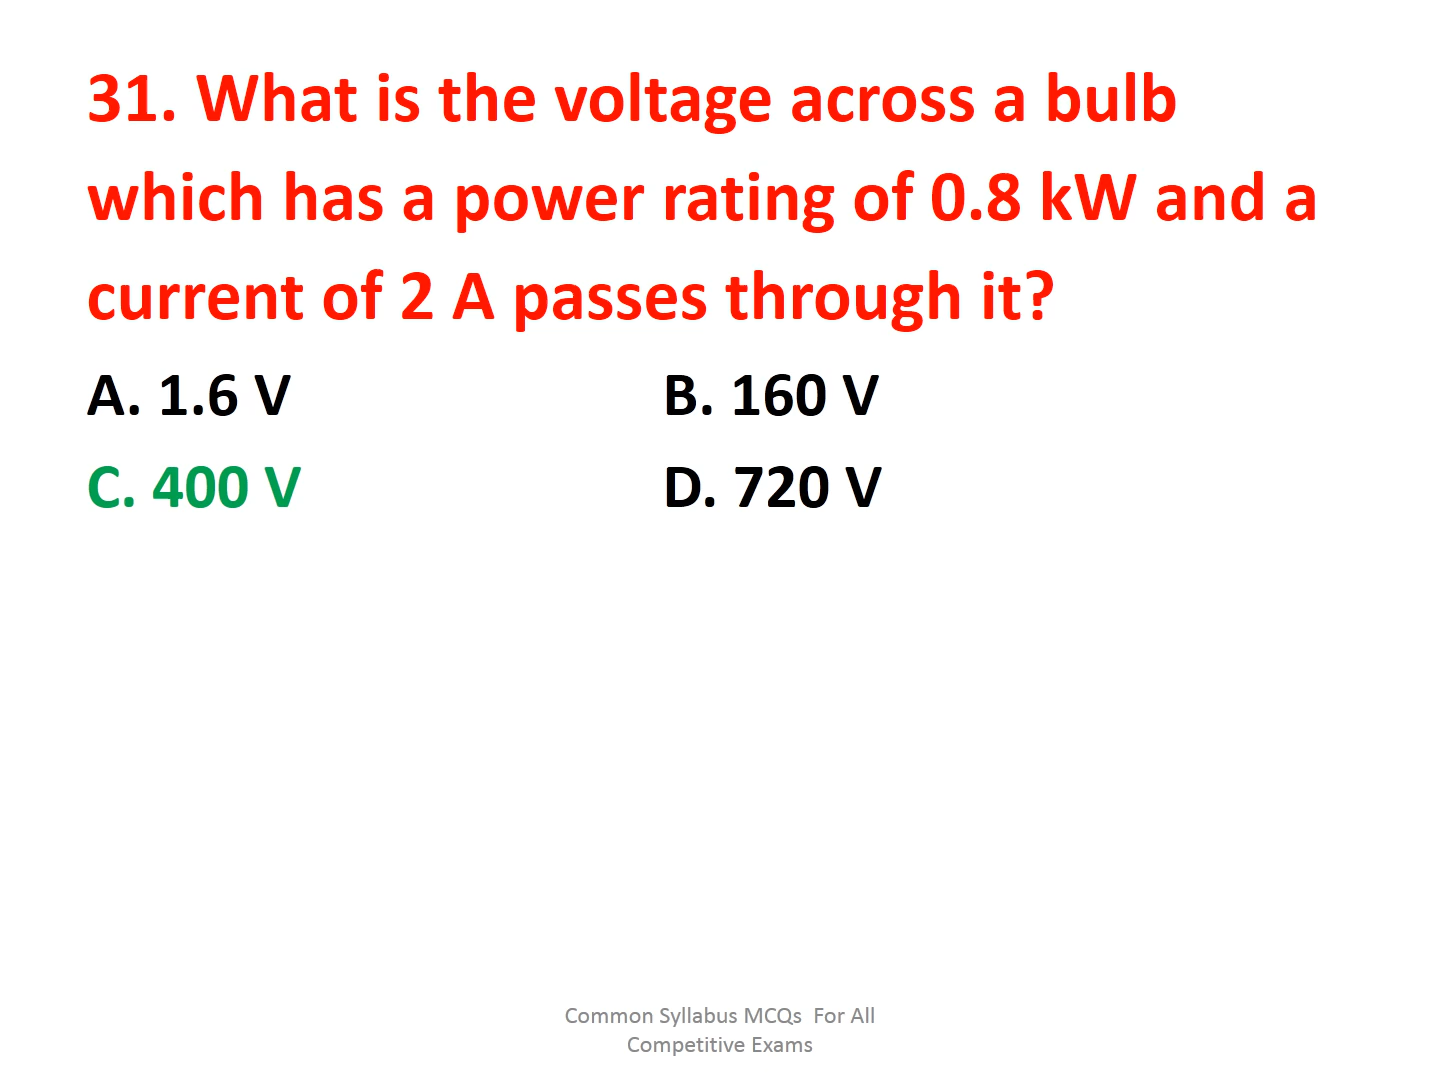 31. What is the voltage across a bulb
which has a power rating of 0.8 kW and a
current of 2 A passes through it?
A. 1.6 V B. 160 V
C. 400 V D. 720 V
Common Syllabus MCQs For All
Competitive Exams